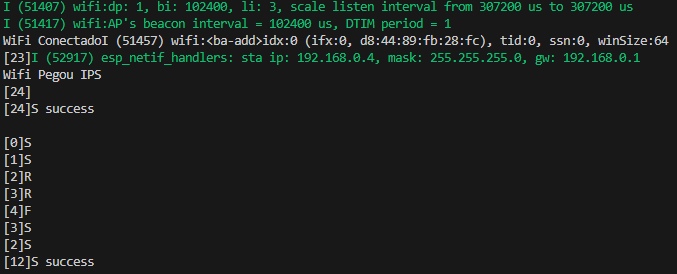 I (51407) wifi:dp: 1, bi: 102400, li: 3, scale listen interval from 307200 us to 307200 us
I (51417) wifi:AP's beacon interval = 102400 us, DTIM period = 1
WiFi ConectadoI (51457) wifi:<ba-add>idx:0 (ifx:0, d8:44:89:fb:28:fc), tid:0, ssn:0, winSize:64
[23]I (52917) esp_netif_handlers: sta ip: 192.168.0.4, mask: 255.255.255.0, gw: 192.168.0.1
Wifi Pegou IPS
[24]
[24]S success
[0]S
[1]S
[2]R
[3]R
[4]F
[3]S
[2]S
[12]S success